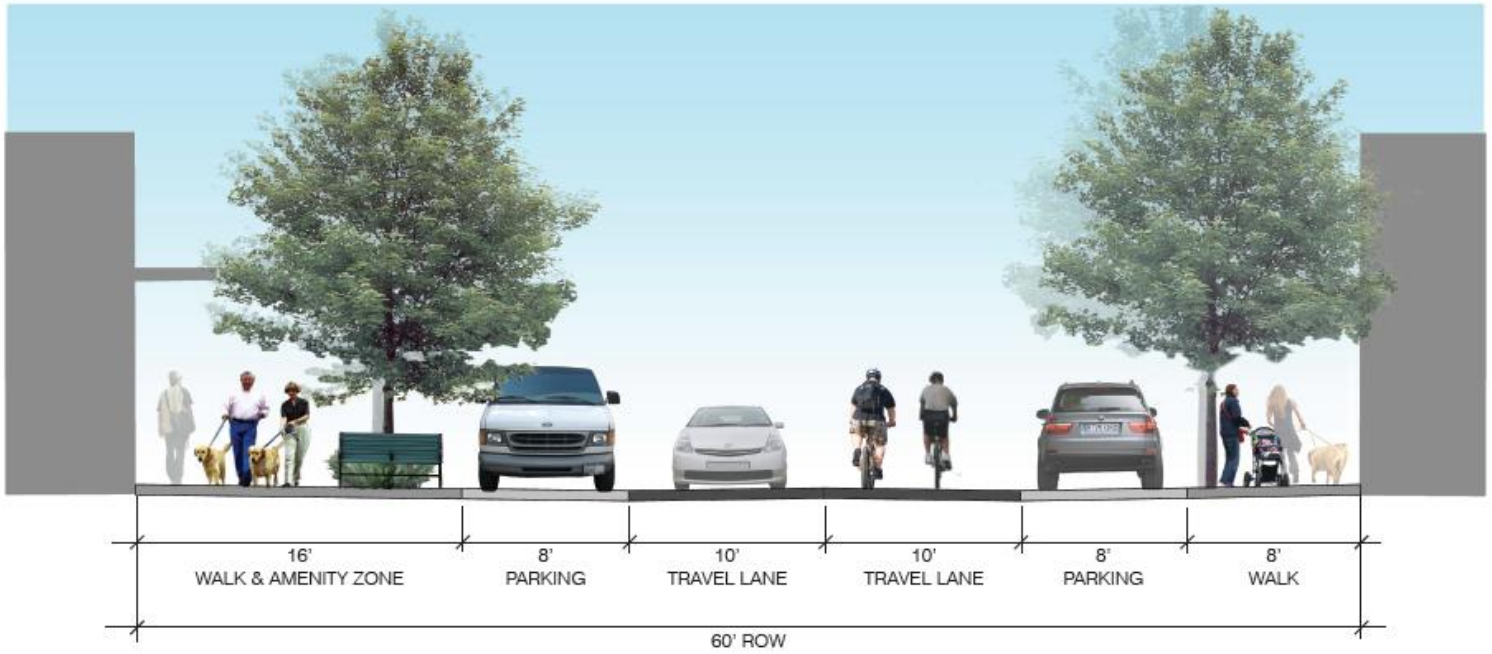 16'
WALK & AMENITY ZONE
8'
PARKING
10'
TRAVEL LANE
10'
TRAVEL LANE
8'
PARKING
8'
WALK
60' ROW